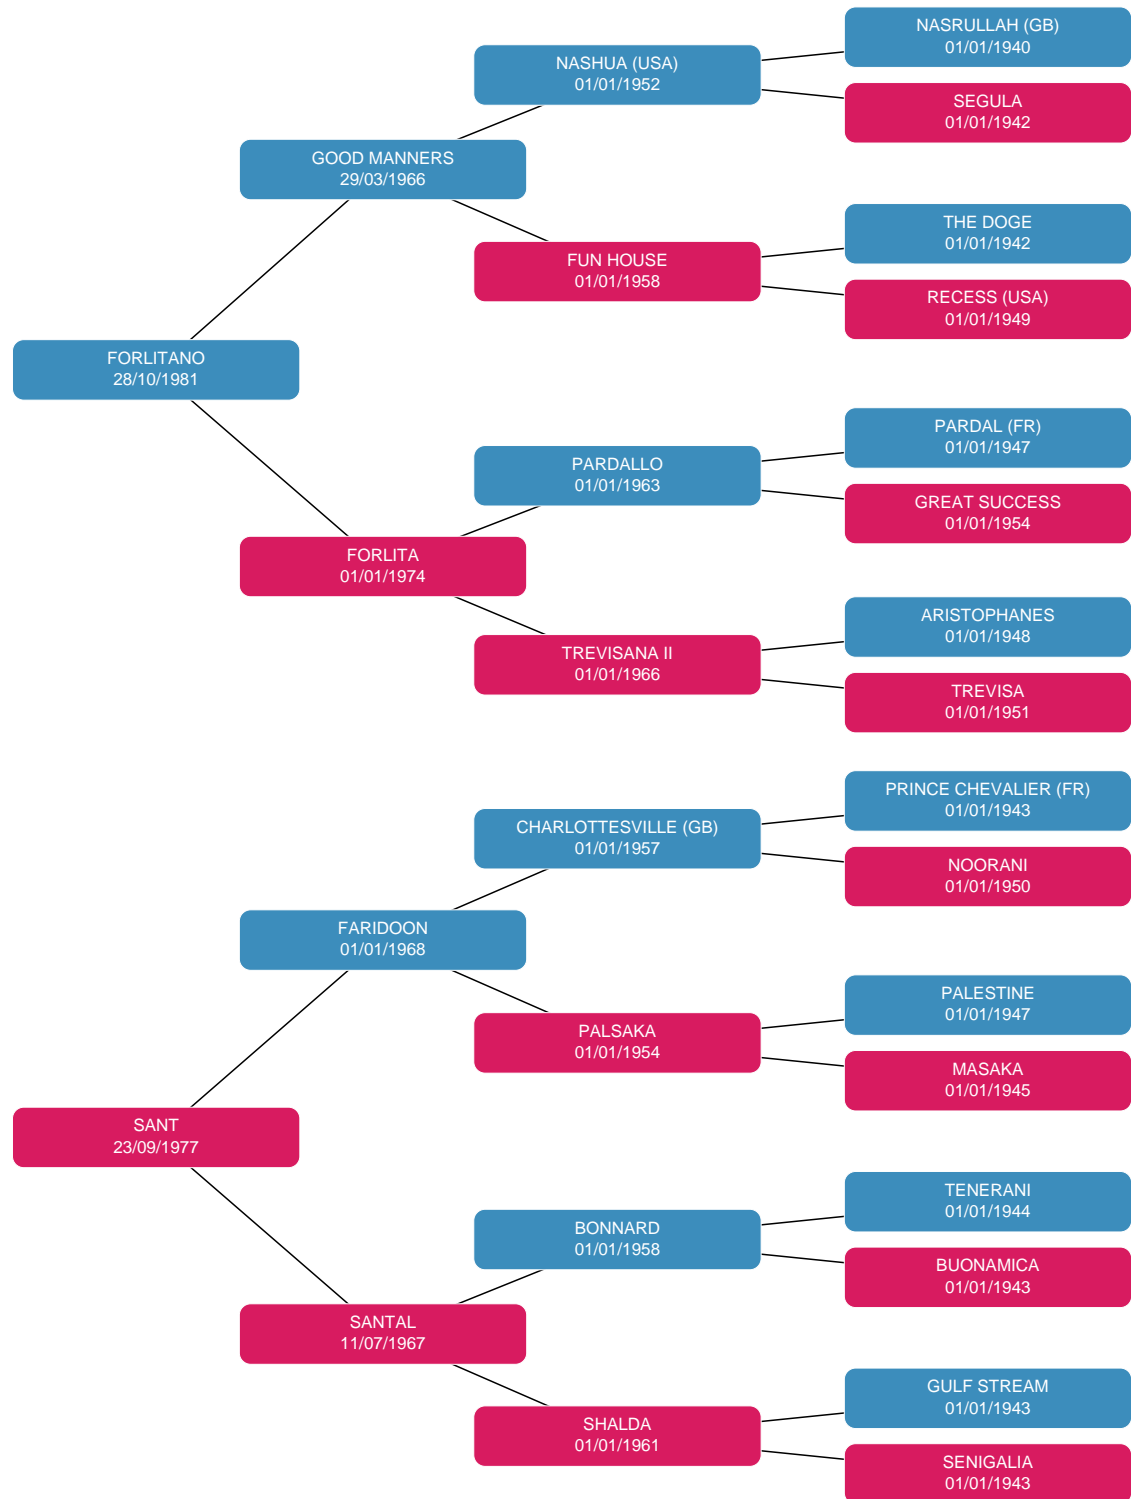 NASRULLAH (GB)
01/01/1940
NASHUA (USA)
01/01/1952
SEGULA
01/01/1942
GOOD MANNERS
29/03/1966
THE DOGE
01/01/1942
FUN HOUSE
01/01/1958
RECESS (USA)
01/01/1949
FORLITANO
28/10/1981
PARDAL (FR)
01/01/1947
PARDALLO
01/01/1963
GREAT SUCCESS
01/01/1954
FORLITA
01/01/1974
ARISTOPHANES
01/01/1948
TREVISANA II
01/01/1966
TREVISA
01/01/1951
PRINCE CHEVALIER (FR)
01/01/1943
CHARLOTTESVILLE (GB)
01/01/1957
NOORANI
01/01/1950
FARIDOON
01/01/1968
PALESTINE
01/01/1947
PALSAKA
01/01/1954
MASAKA
01/01/1945
SANT
23/09/1977
TENERANI
01/01/1944
BONNARD
01/01/1958
BUONAMICA
01/01/1943
SANTAL
11/07/1967
GULF STREAM
01/01/1943
SHALDA
01/01/1961
SENIGALIA
01/01/1943